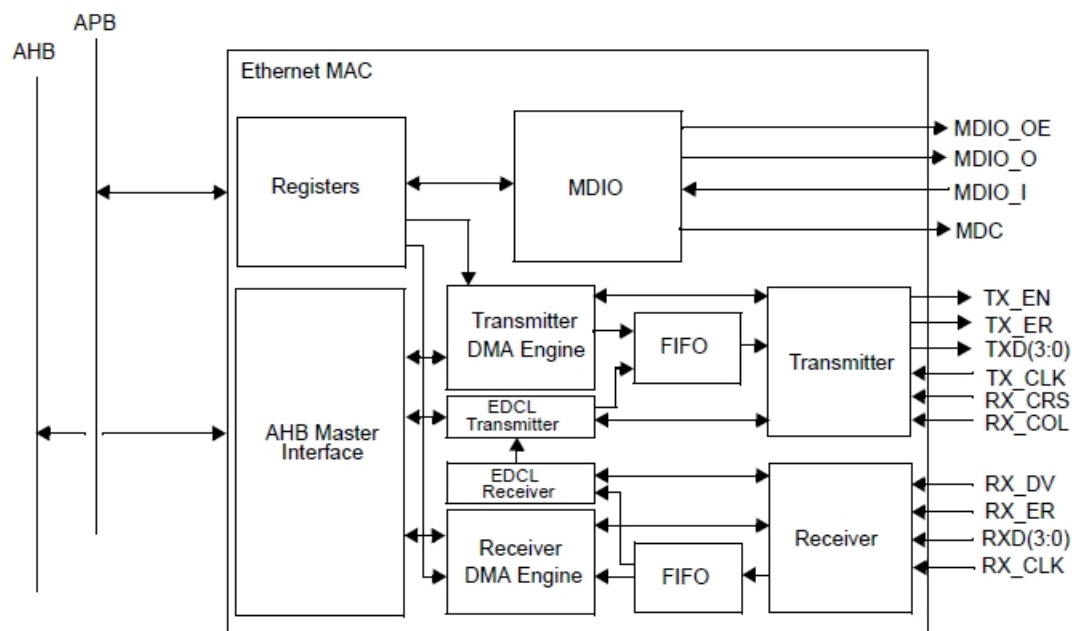 APB
AHB
Ethernet MAC
Registers
MDIO
MDIO_OE
MDIO_O
MDIO_I
MDC
Transmitter
DMA Engine
FIFO
Transmitter
TX_EN
TX_ER
TXD(3:0)
TX_CLK
RX_CRS
RX_COL
EDCL
Transmitter
AHB Master
Interface
EDCL
Receiver
Receiver
DMA Engine
FIFO
Receiver
RX_DV
RX_ER
RXD(3:0)
RX_CLK